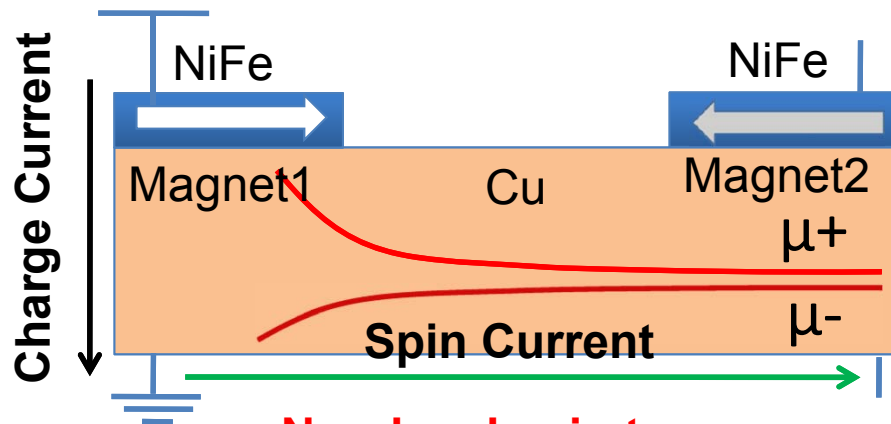 Charge Current
NiFe
NiFe
Magnet1
Cu
Magnet2
μ+
μ-
Spin Current